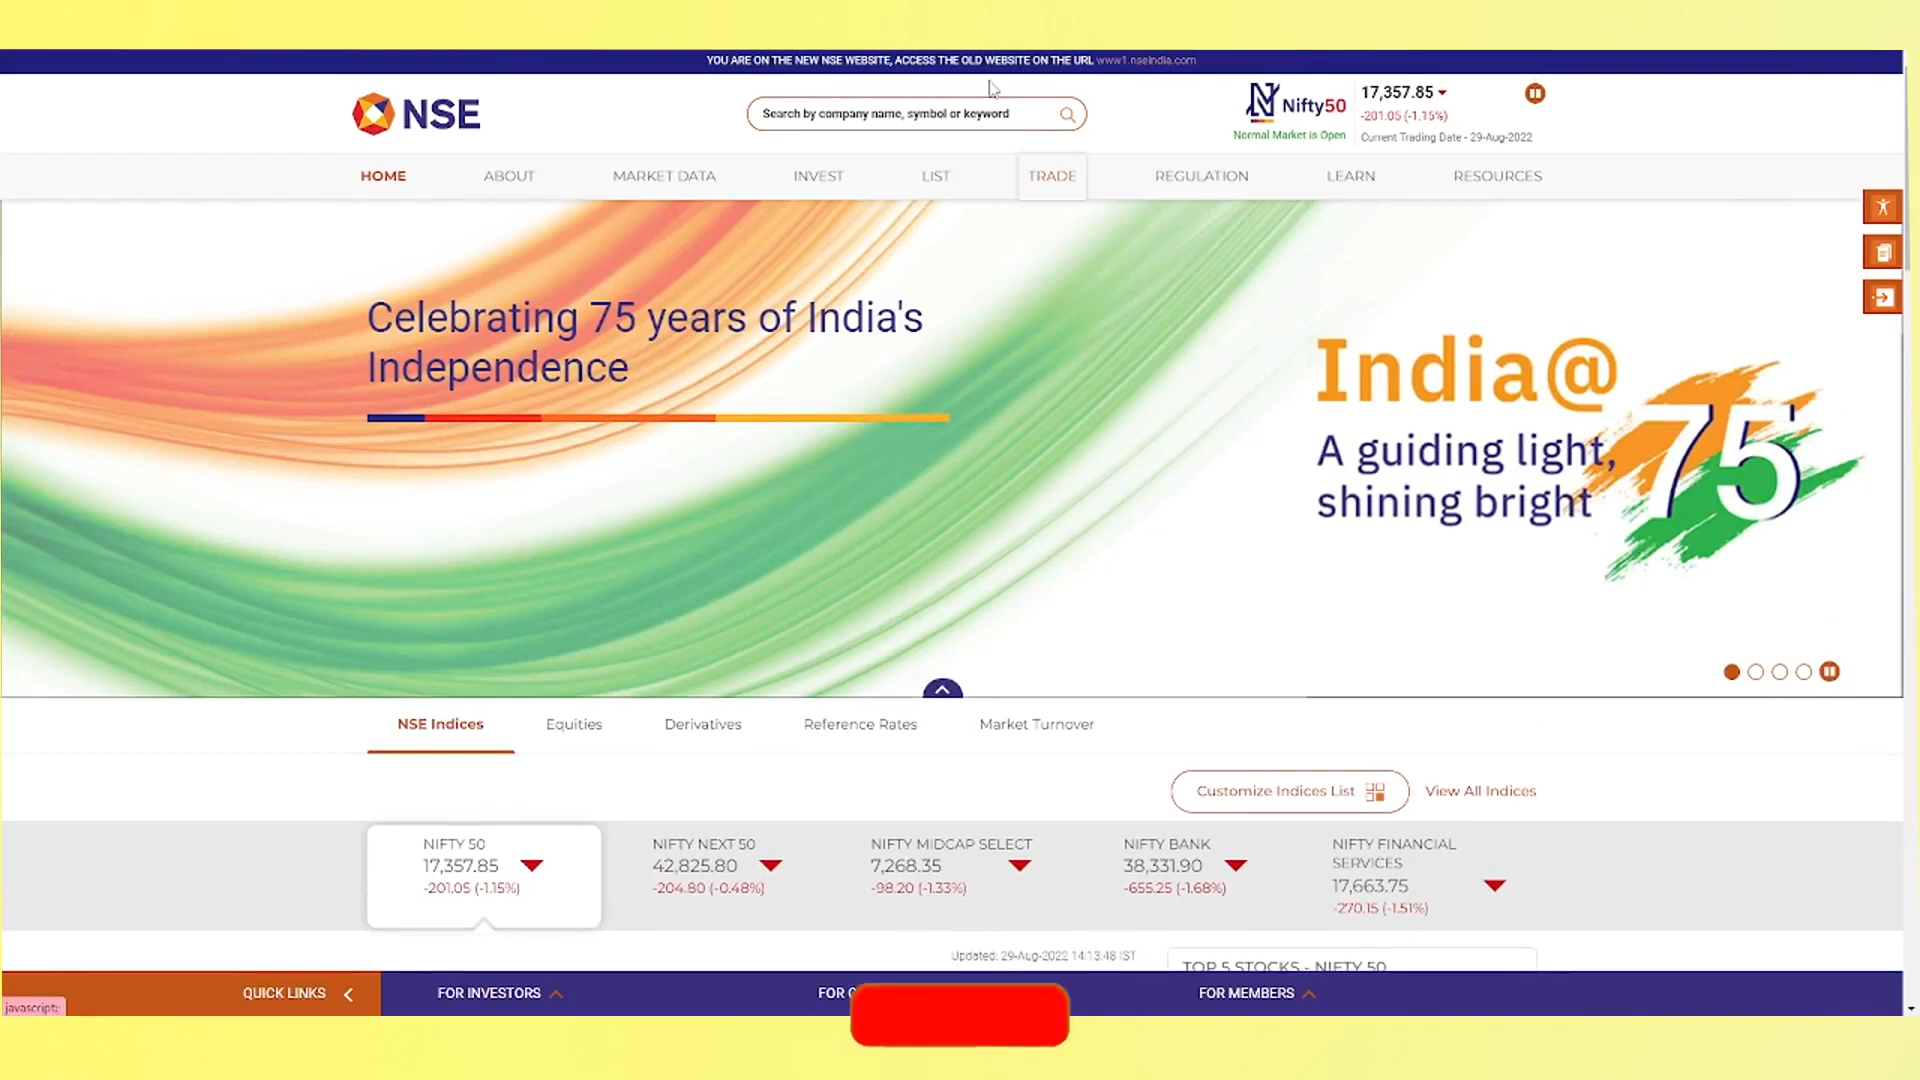 YOU ARE ON THE NEW NSE WEBSITE, ACCESS THE OLD WEBSITE ON THE URL www1.nseindia.com
NSE
Search by company name, symbol or keyword
Nifty50
Normal Market is Open
17,357.85
-201.05 (-1.15%)
Current Trading Date - 29-Aug-2022
HOME ABOUT MARKET DATA INVEST LIST TRADE REGULATION LEARN RESOURCES
Celebrating 75 years of India's
Independence
India@
75
A guiding light,
shining bright
NSE Indices Equities Derivatives Reference Rates Market Turnover
Customize Indices List View All Indices
NIFTY 50
17,357.85
-201.05 (-1.15%)
NIFTY NEXT 50
42,825.80
-204.80 (-0.48%)
NIFTY MIDCAP SELECT
7,268.35
-98.20 (-1.33%)
NIFTY BANK
38,331.90
-655.25 (-1.68%)
NIFTY FINANCIAL
SERVICES
17,663.75
-270.15 (-1.51%)
Updated: 29-Aug-2022 14:13:48 IST
TOP 5 STOCKS - NIFTY 50
QUICK LINKS FOR INVESTORS FOR FOR MEMBERS
javascript:;